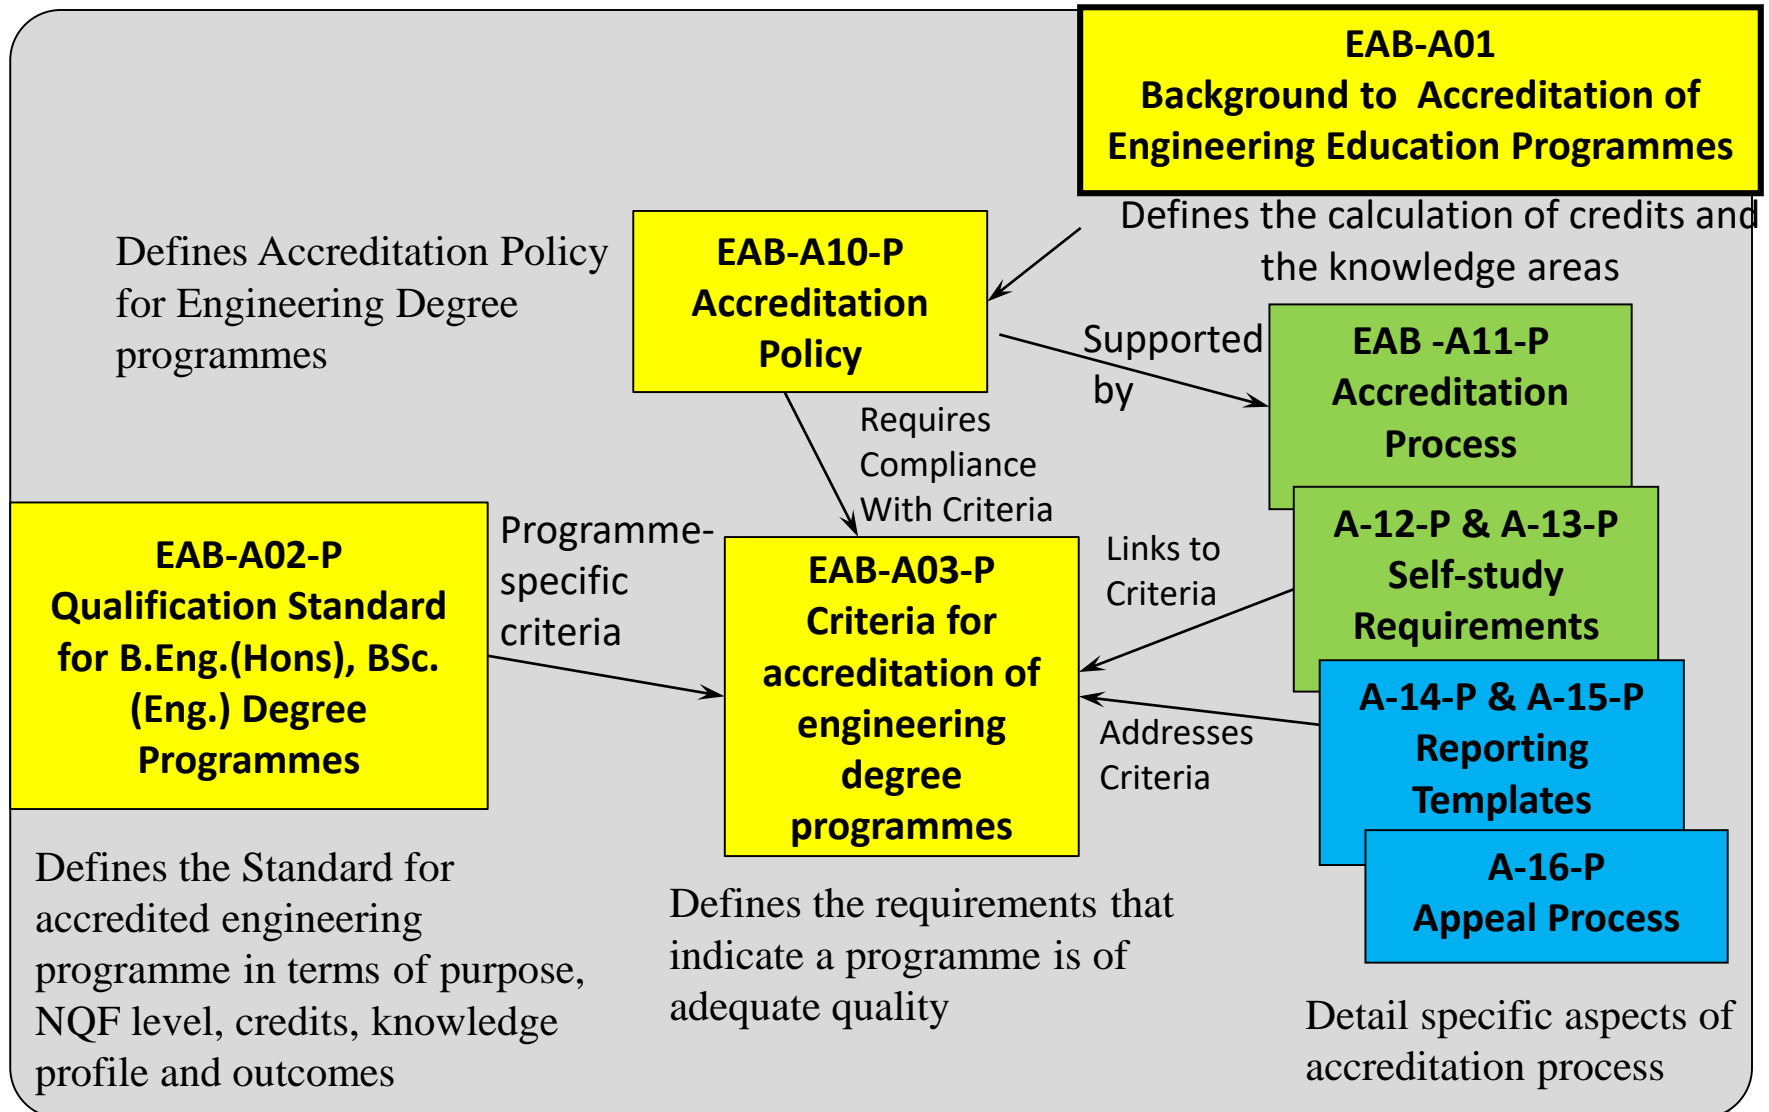 EAB-A01
Background to Accreditation of
Engineering Education Programmes
Defines the calculation of credits and
the knowledge areas
Defines Accreditation Policy
for Engineering Degree
programmes
EAB-A10-P
Accreditation
Policy
Supported
by
EAB -A11-P
Accreditation
Process
Requires
Compliance
With Criteria
EAB-A02-P
Qualification Standard
for B.Eng.(Hons), BSc.
(Eng.) Degree
Programmes
Programme-
specific
criteria
EAB-A03-P
Criteria for
accreditation of
engineering
degree
programmes
Links to
Criteria
A-12-P & A-13-P
Self-study
Requirements
Addresses
Criteria
A-14-P & A-15-P
Reporting
Templates
A-16-P
Appeal Process
Defines the Standard for
accredited engineering
programme in terms of purpose,
NQF level, credits, knowledge
profile and outcomes
Defines the requirements that
indicate a programme is of
adequate quality
Detail specific aspects of
accreditation process